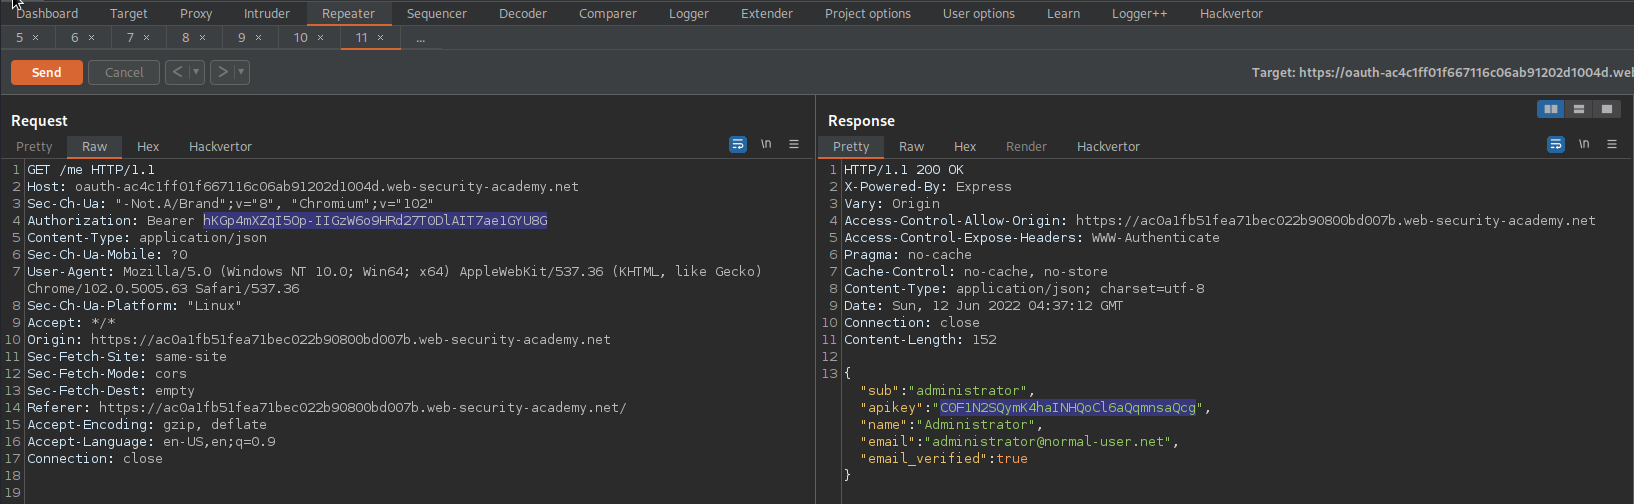 Dashboard Target Proxy Intruder Repeater Sequencer Decoder Comparer Logger Extender Project options User options Learn Logger++ Hackvertor
5 × 6 × 7 × 8 × 9 × 10 × 11 × ...
Send Cancel < ▾ > ▾ Target: https://oauth-ac4c1ff01f667116c06ab91202d1004d.web
Request
Pretty Raw Hex Hackvertor \n ≡
1 GET /me HTTP/1.1
2 Host: oauth-ac4c1ff01f667116c06ab91202d1004d.web-security-academy.net
3 Sec-Ch-Ua: "-Not.A/Brand";v="8", "Chromium";v="102"
4 Authorization: Bearer hKGp4mXZqI5Op-IIGzW6o9HRd27TODlAIT7ae1GYU8G
5 Content-Type: application/json
6 Sec-Ch-Ua-Mobile: ?0
7 User-Agent: Mozilla/5.0 (Windows NT 10.0; Win64; x64) AppleWebKit/537.36 (KHTML, like Gecko)
Chrome/102.0.5005.63 Safari/537.36
8 Sec-Ch-Ua-Platform: "Linux"
9 Accept: */*
10 Origin: https://ac0a1fb51fea71bec022b90800bd007b.web-security-academy.net
11 Sec-Fetch-Site: same-site
12 Sec-Fetch-Mode: cors
13 Sec-Fetch-Dest: empty
14 Referer: https://ac0a1fb51fea71bec022b90800bd007b.web-security-academy.net/
15 Accept-Encoding: gzip, deflate
16 Accept-Language: en-US,en;q=0.9
17 Connection: close
18
19
Response
Pretty Raw Hex Render Hackvertor \n ≡
1 HTTP/1.1 200 OK
2 X-Powered-By: Express
3 Vary: Origin
4 Access-Control-Allow-Origin: https://ac0a1fb51fea71bec022b90800bd007b.web-security-academy.net
5 Access-Control-Expose-Headers: WWW-Authenticate
6 Pragma: no-cache
7 Cache-Control: no-cache, no-store
8 Content-Type: application/json; charset=utf-8
9 Date: Sun, 12 Jun 2022 04:37:12 GMT
10 Connection: close
11 Content-Length: 152
12
13 {
"sub":"administrator",
"apikey":"COF1N2SQymK4haINHQoCl6aQqmnsaQcg",
"name":"Administrator",
"email":"administrator@normal-user.net",
"email_verified":true
}